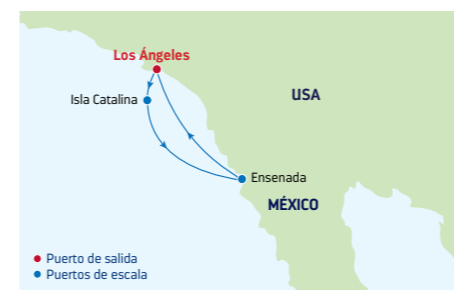 Los Ángeles
USA
Isla Catalina
Ensenada
MÉXICO
Puerto de salida
Puertos de escala